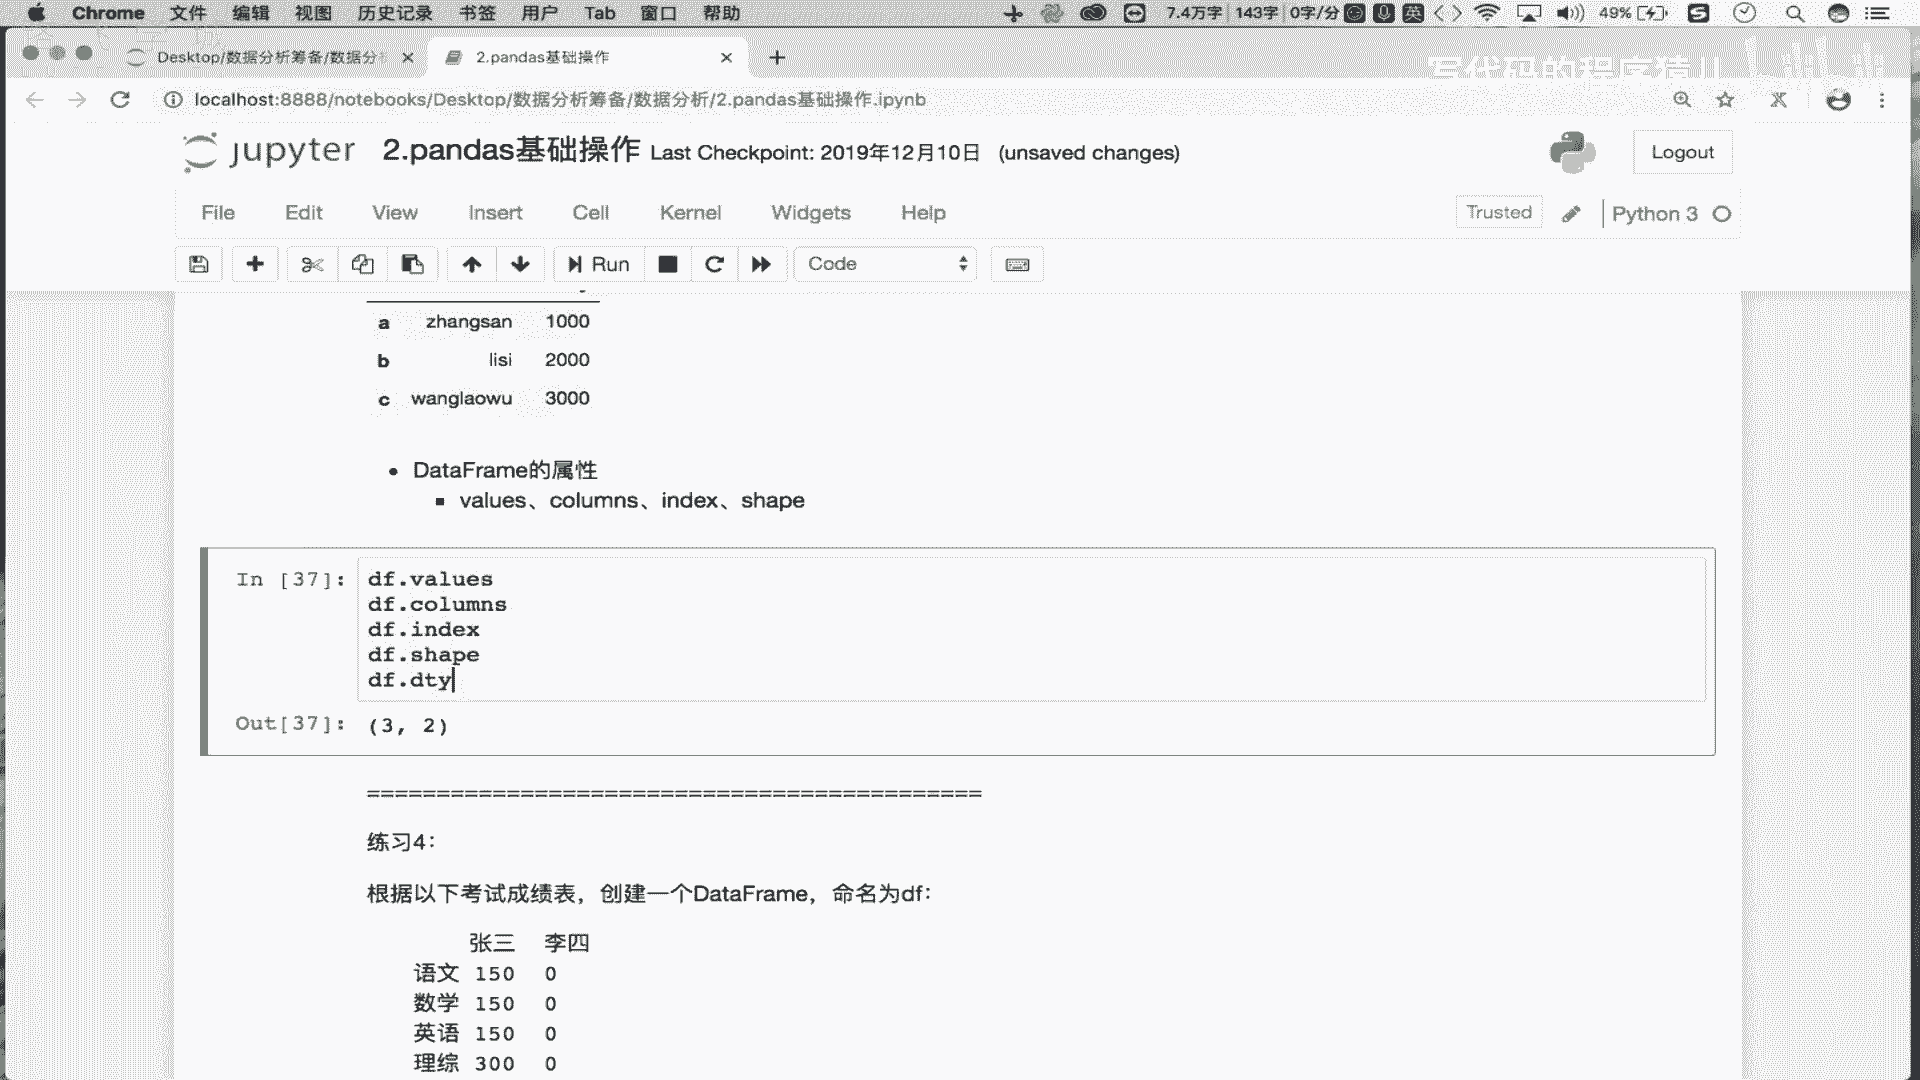 Chrome 文件 编辑 视图 历史记录 书签 用户 Tab 窗口 帮助 7.4万字 143字 0字/分 英 49%
Desktop/数据分析筹备/数据分析 2.pandas基础操作
写代码的程序猿儿
localhost:8888/notebooks/Desktop/数据分析筹备/数据分析/2.pandas基础操作.ipynb
jupyter 2.pandas基础操作 Last Checkpoint: 2019年12月10日 (unsaved changes) Logout
File Edit View Insert Cell Kernel Widgets Help Trusted Python 3
Run Code
a zhangsan 1000
b lisi 2000
c wanglaowu 3000
• DataFrame的属性
▪ values、columns、index、shape
In [37]: df.values
df.columns
df.index
df.shape
df.dty
Out[37]: (3, 2)
============================================
练习4：
根据以下考试成绩表，创建一个DataFrame，命名为df：
张三 李四
语文 150 0
数学 150 0
英语 150 0
理综 300 0